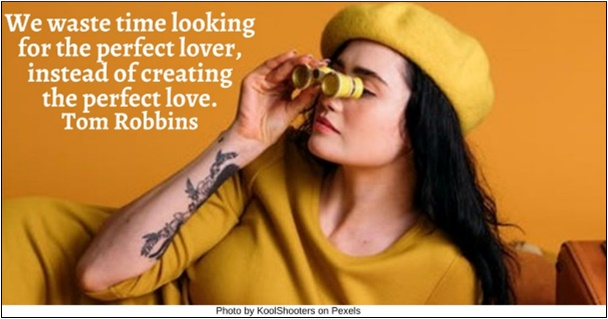 We waste time looking
for the perfect lover,
instead of creating
the perfect love.
Tom Robbins
Photo by KoolShooters on Pexels